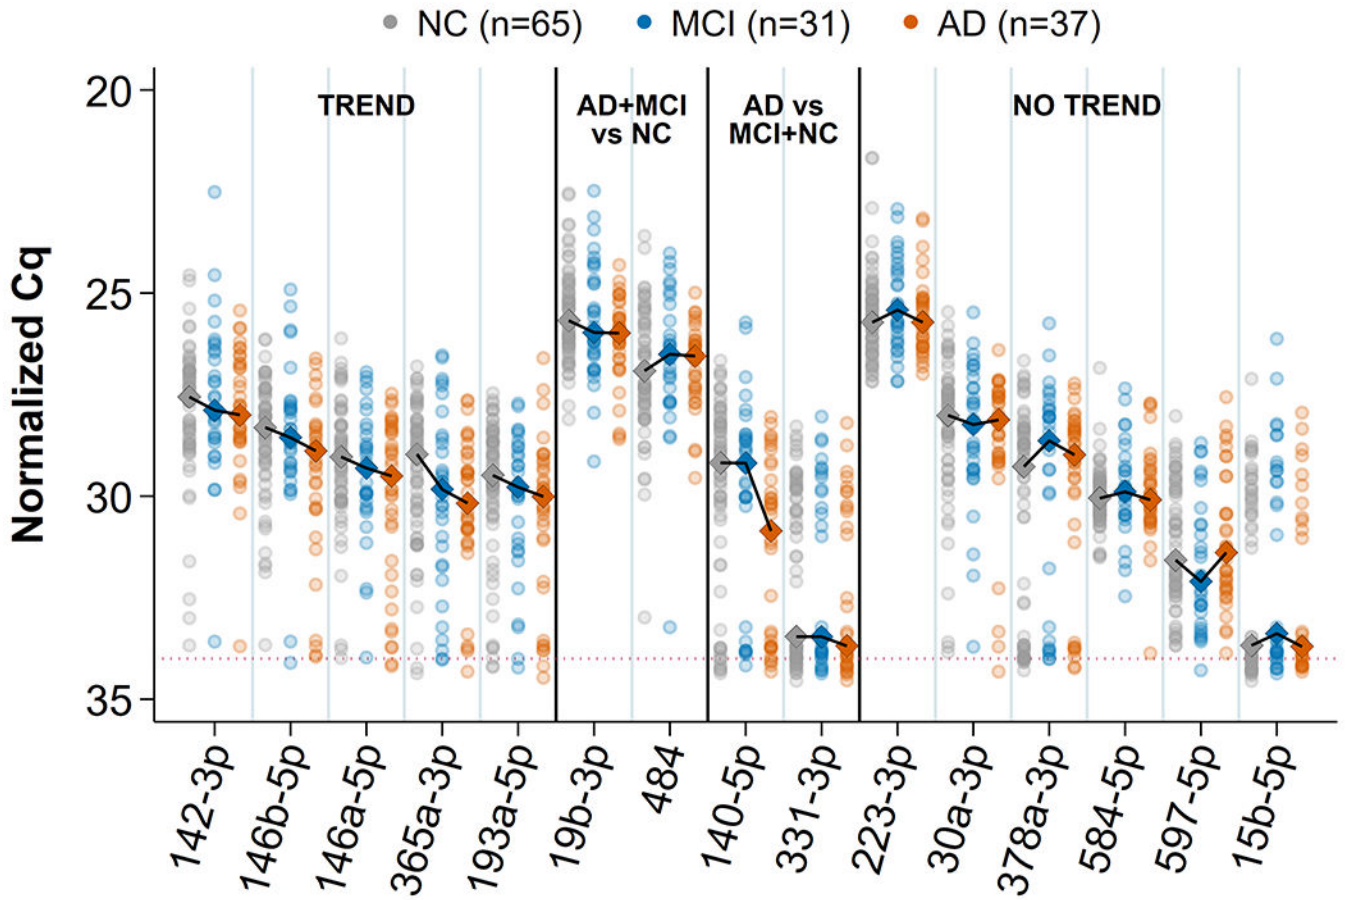 NC (n=65) MCI (n=31) AD (n=37)
TREND
AD+MCI
vs NC
AD vs
MCI+NC
NO TREND
Normalized Cq
20
25
30
35
142-3p
146b-5p
146a-5p
365a-3p
193a-5p
19b-3p
484
140-5p
331-3p
223-3p
30a-3p
378a-3p
584-5p
597-5p
15b-5p